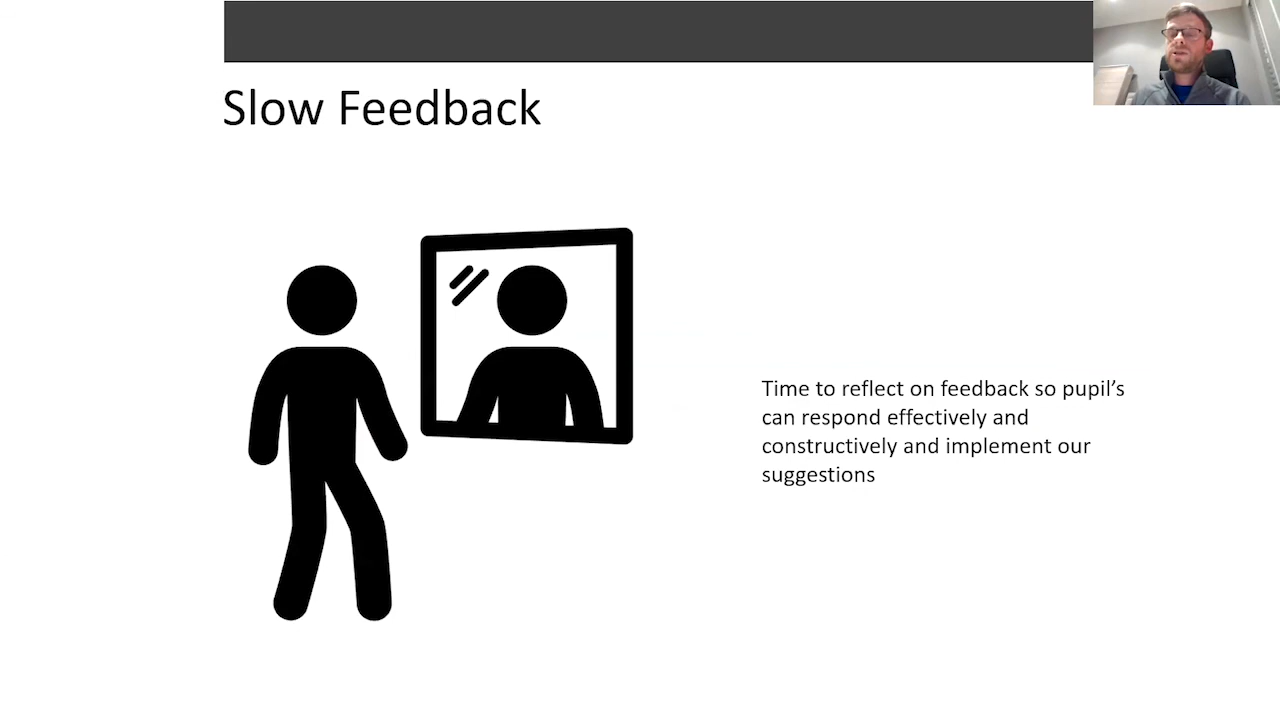 Slow Feedback
Time to reflect on feedback so pupil’s
can respond effectively and
constructively and implement our
suggestions